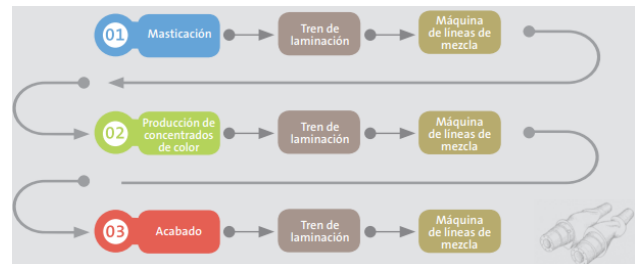 01 Masticación
Tren de
laminación
Máquina
de líneas de
mezcla
02 Producción de
concentrados
de color
Tren de
laminación
Máquina
de líneas de
mezcla
03 Acabado
Tren de
laminación
Máquina
de líneas de
mezcla